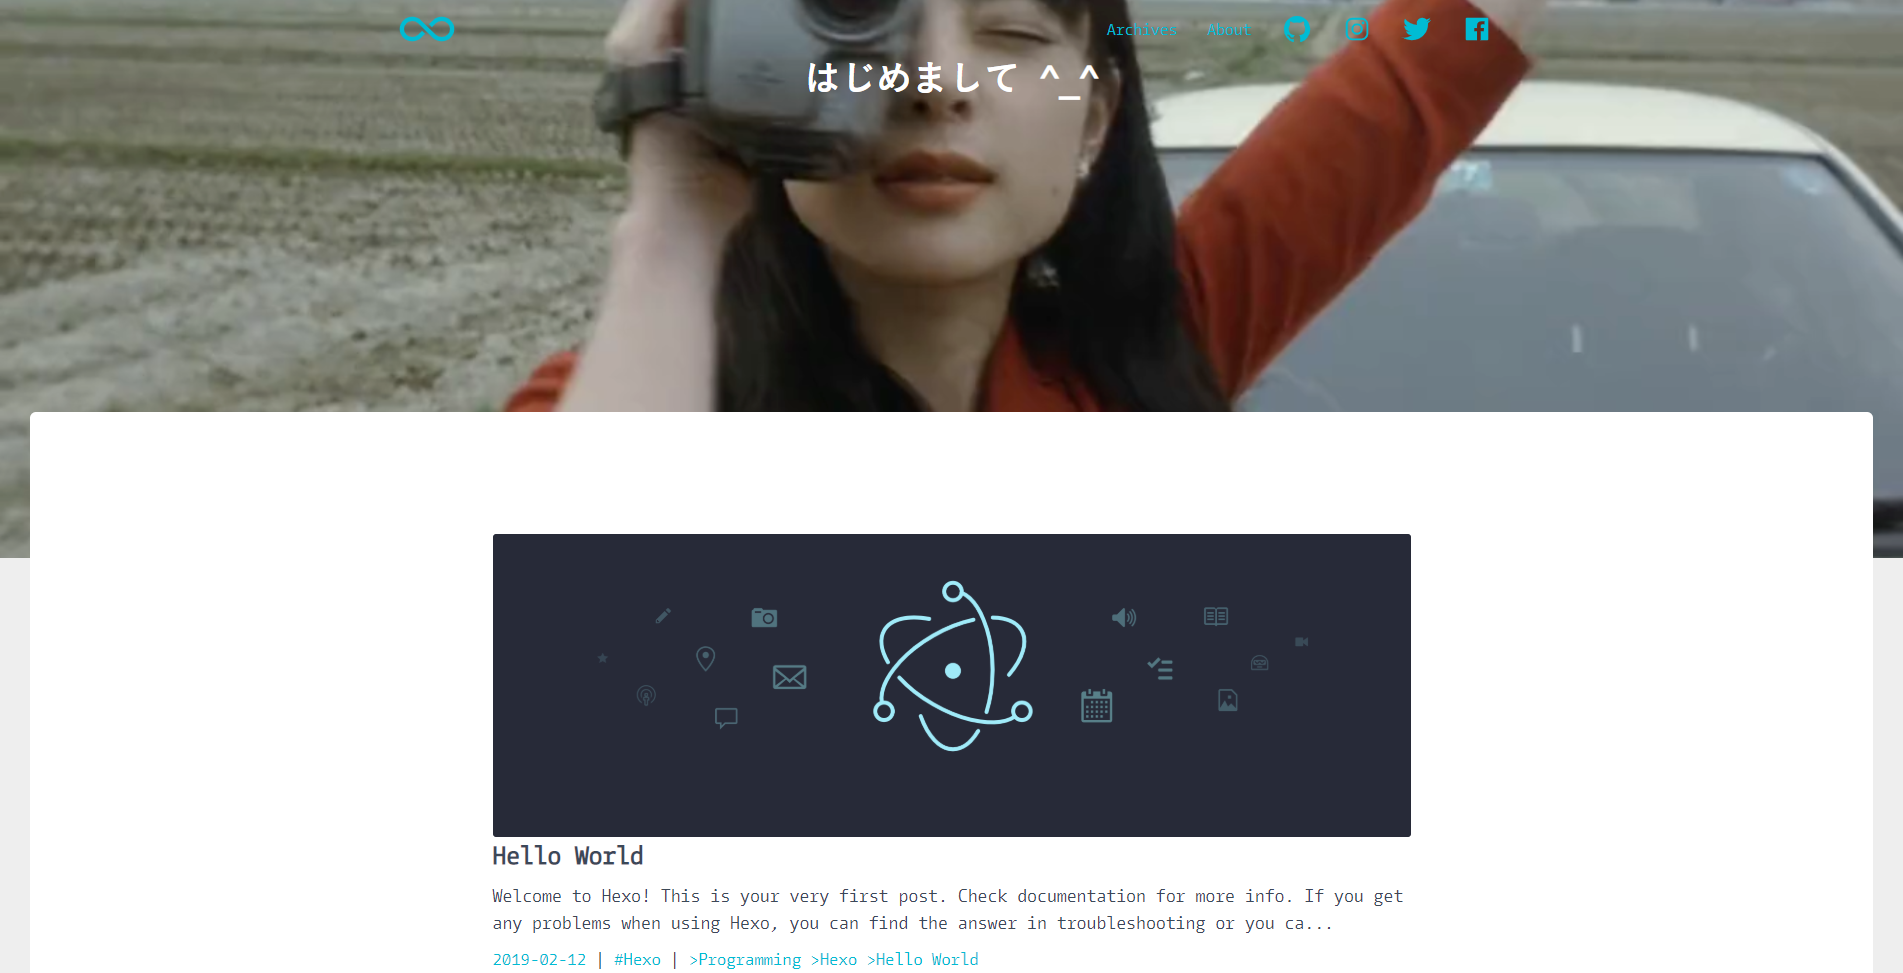 Archives About
はじめまして ^_^
Hello World
Welcome to Hexo! This is your very first post. Check documentation for more info. If you get
any problems when using Hexo, you can find the answer in troubleshooting or you ca...
2019-02-12 | #Hexo | >Programming >Hexo >Hello World